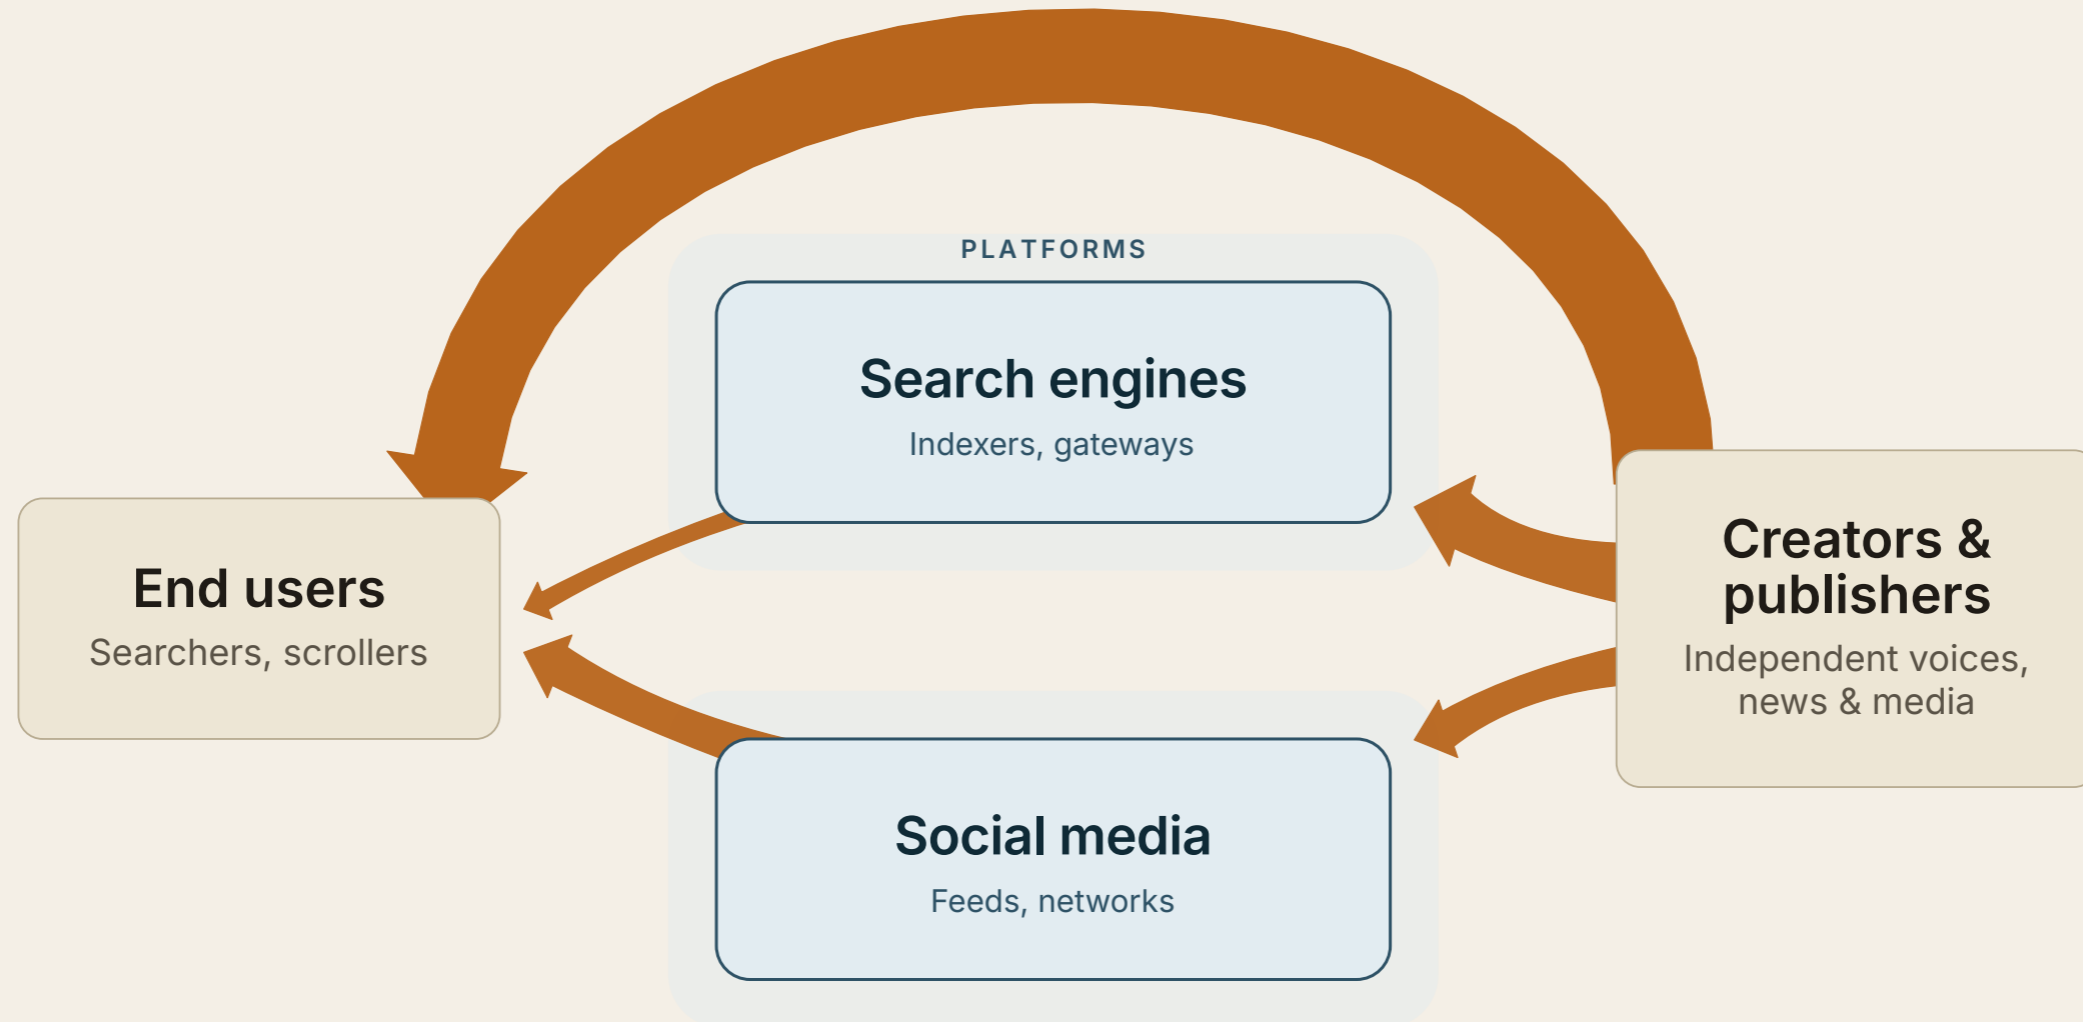 PLATFORMS
Search engines
Indexers, gateways
End users
Searchers, scrollers
Creators &
publishers
Independent voices,
news & media
Social media
Feeds, networks